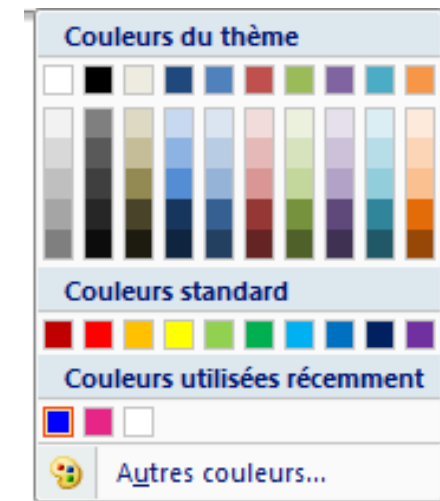 Couleurs du thème
Couleurs standard
Couleurs utilisées récemment
Autres couleurs...